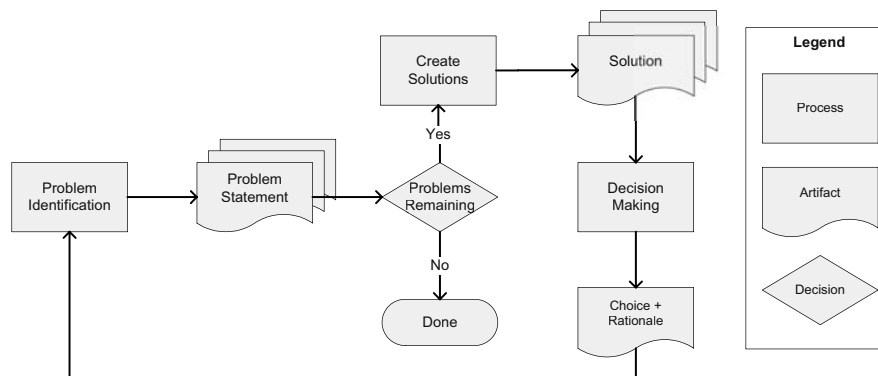 Create
Solutions
Solution
Legend
Process
Yes
Problem
Identification
Problem
Statement
Problems
Remaining
Decision
Making
Artifact
No
Done
Choice +
Rationale
Decision